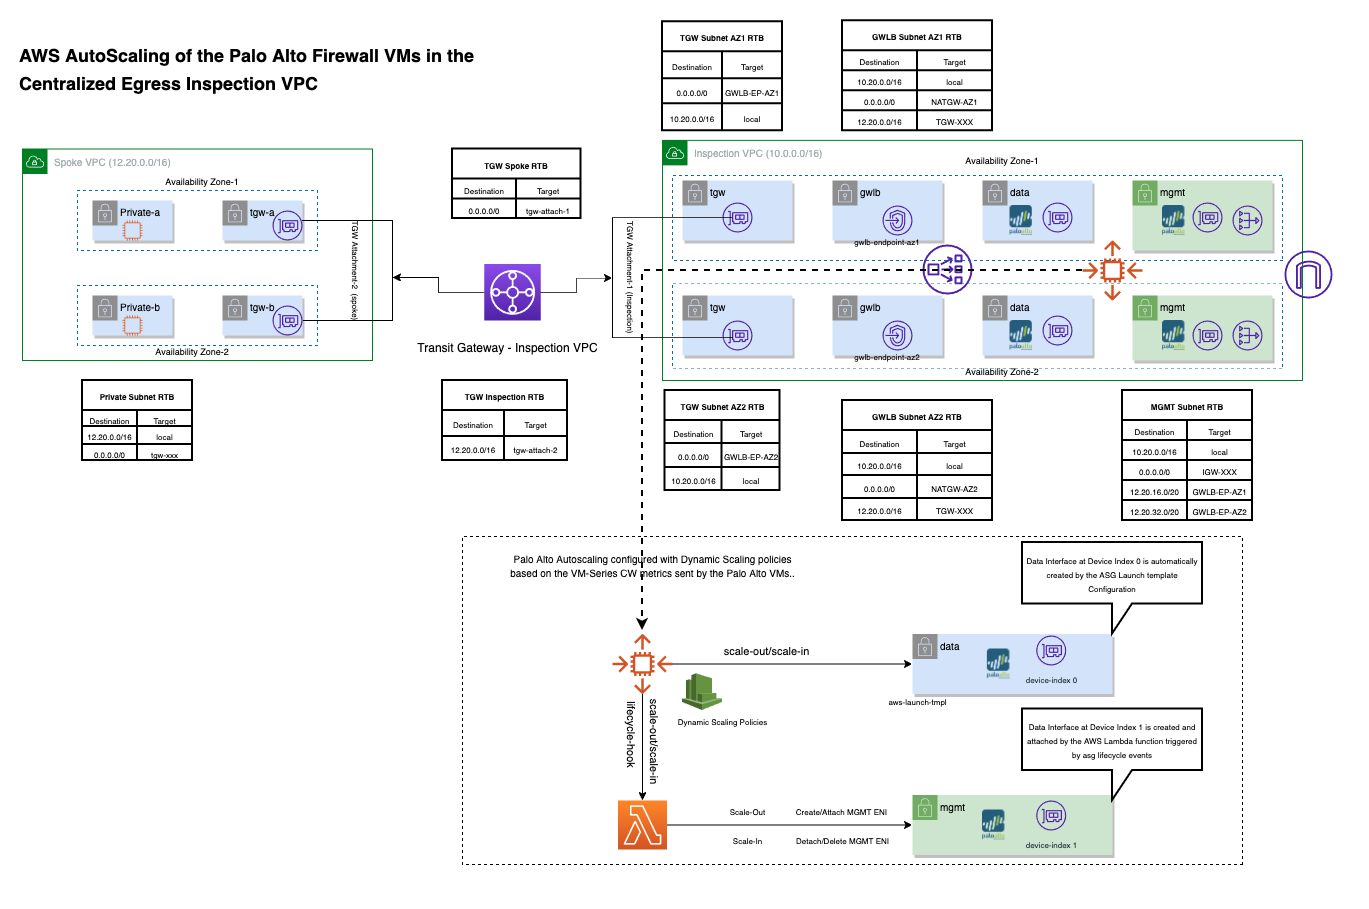 AWS AutoScaling of the Palo Alto Firewall VMs in the
Centralized Egress Inspection VPC
TGW Subnet AZ1 RTB
Destination Target
0.0.0.0/0 GWLB-EP-AZ1
10.20.0.0/16 local
GWLB Subnet AZ1 RTB
Destination Target
10.20.0.0/16 local
0.0.0.0/0 NATGW-AZ1
12.20.0.0/16 TGW-XXX
Spoke VPC (12.20.0.0/16)
Availability Zone-1
Private-a
tgw-a
Private-b
tgw-b
Availability Zone-2
TGW Attachment-2 (spoke)
TGW Spoke RTB
Destination Target
0.0.0.0/0 tgw-attach-1
Transit Gateway - Inspection VPC
TGW Attachment-1 (Inspection)
Inspection VPC (10.0.0.0/16)
Availability Zone-1
tgw
gwlb
gwlb-endpoint-az1
data
paloalto
mgmt
paloalto
tgw
gwlb
gwlb-endpoint-az2
data
paloalto
mgmt
paloalto
Availability Zone-2
Private Subnet RTB
Destination Target
12.20.0.0/16 local
0.0.0.0/0 tgw-xxx
TGW Inspection RTB
Destination Target
12.20.0.0/16 tgw-attach-2
TGW Subnet AZ2 RTB
Destination Target
0.0.0.0/0 GWLB-EP-AZ2
10.20.0.0/16 local
GWLB Subnet AZ2 RTB
Destination Target
10.20.0.0/16 local
0.0.0.0/0 NATGW-AZ2
12.20.0.0/16 TGW-XXX
MGMT Subnet RTB
Destination Target
10.20.0.0/16 local
0.0.0.0/0 IGW-XXX
12.20.16.0/20 GWLB-EP-AZ1
12.20.32.0/20 GWLB-EP-AZ2
Palo Alto Autoscaling configured with Dynamic Scaling policies
based on the VM-Series CW metrics sent by the Palo Alto VMs..
Data Interface at Device Index 0 is automatically
created by the ASG Launch template
Configuration
scale-out/scale-in
data
paloalto
device-index 0
aws-launch-tmpl
Dynamic Scaling Policies
lifecycle-hook
scale-out/scale-in
Data Interface at Device Index 1 is created and
attached by the AWS Lambda function triggered
by asg lifecycle events
Scale-Out Create/Attach MGMT ENI
Scale-In Detach/Delete MGMT ENI
mgmt
paloalto
device-index 1